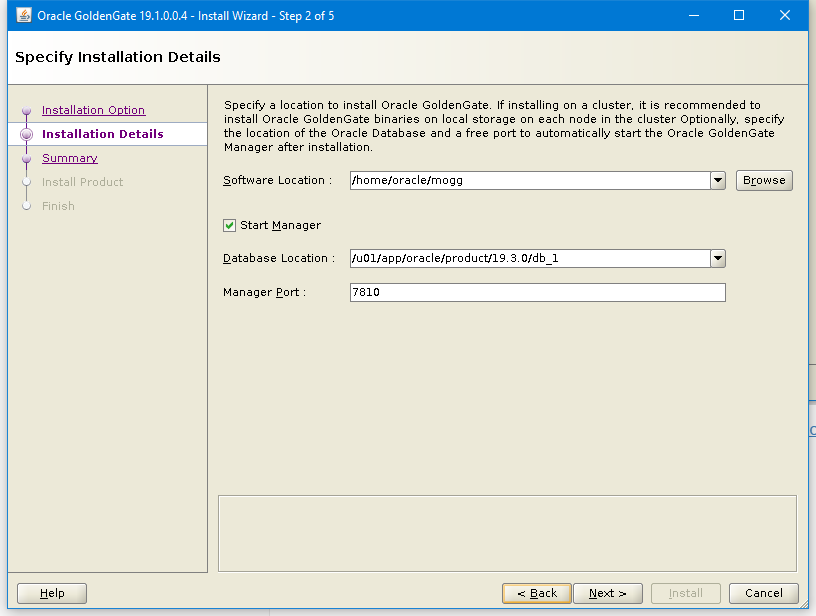 Oracle GoldenGate 19.1.0.0.4 - Install Wizard - Step 2 of 5
Specify Installation Details
Installation Option
Installation Details
Summary
Install Product
Finish
Specify a location to install Oracle GoldenGate. If installing on a cluster, it is recommended to
install Oracle GoldenGate binaries on local storage on each node in the cluster Optionally, specify
the location of the Oracle Database and a free port to automatically start the Oracle GoldenGate
Manager after installation.
Software Location : /home/oracle/mogg Browse
Start Manager
Database Location : /u01/app/oracle/product/19.3.0/db_1
Manager Port : 7810
Help < Back Next > Install Cancel